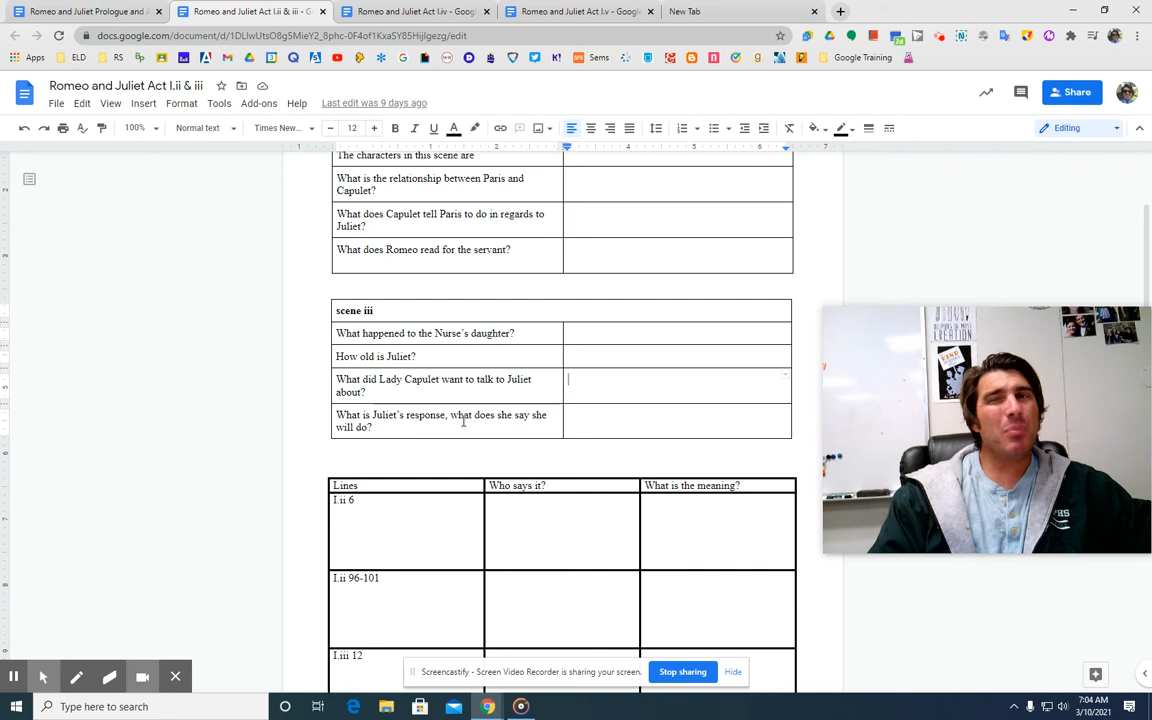 Romeo and Juliet Prologue and A
Romeo and Juliet Act I.ii & iii - G
Romeo and Juliet Act I.iv - Google
Romeo and Juliet Act I.v - Google
New Tab
docs.google.com/document/d/1DLlwUtsO8g5MieY2_8phc-0F4of1KxaSY85Hijlgezg/edit
Apps
ELD
RS
Sems
Google Training
Romeo and Juliet Act I.ii & iii
File
Edit
View
Insert
Format
Tools
Add-ons
Help
Last edit was 9 days ago
Share
100%
Normal text
Times New...
12
Editing
The characters in this scene are
What is the relationship between Paris and
Capulet?
What does Capulet tell Paris to do in regards to
Juliet?
What does Romeo read for the servant?
scene iii
What happened to the Nurse's daughter?
How old is Juliet?
What did Lady Capulet want to talk to Juliet
about?
What is Juliet's response, what does she say she
will do?
Lines
Who says it?
What is the meaning?
I.ii 6
I.ii 96-101
I.iii 12
Screencastify - Screen Video Recorder is sharing your screen.
Stop sharing
Hide
Type here to search
7:04 AM
3/10/2021